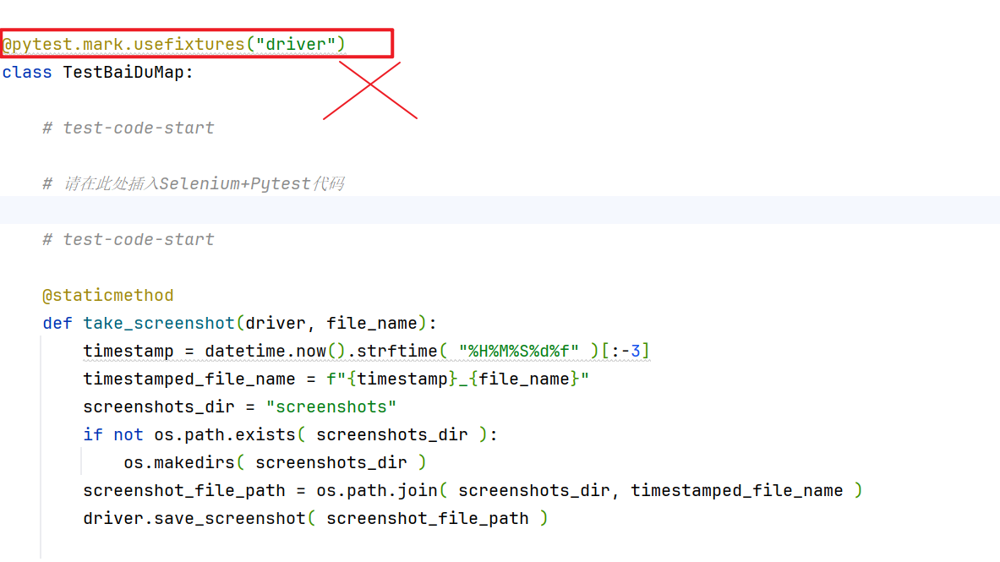 @pytest.mark.usefixtures("driver")
class TestBaiDuMap:
# test-code-start
# 请在此处插入Selenium+Pytest代码
# test-code-start
@staticmethod
def take_screenshot(driver, file_name):
timestamp = datetime.now().strftime( "%H%M%S%d%f" )[:-3]
timestamped_file_name = f"{timestamp}_{file_name}"
screenshots_dir = "screenshots"
if not os.path.exists( screenshots_dir ):
os.makedirs( screenshots_dir )
screenshot_file_path = os.path.join( screenshots_dir, timestamped_file_name )
driver.save_screenshot( screenshot_file_path )